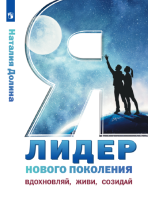 Наталия Долина
Я
ЛИДЕР
НОВОГО ПОКОЛЕНИЯ
ВДОХНОВЛЯЙ, ЖИВИ, СОЗИДАЙ